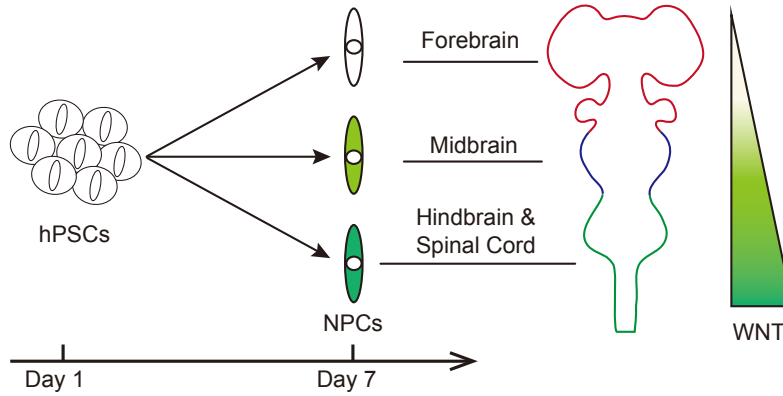 Forebrain
Midbrain
Hindbrain &
Spinal Cord
hPSCs
NPCs
WNT
Day 1
Day 7